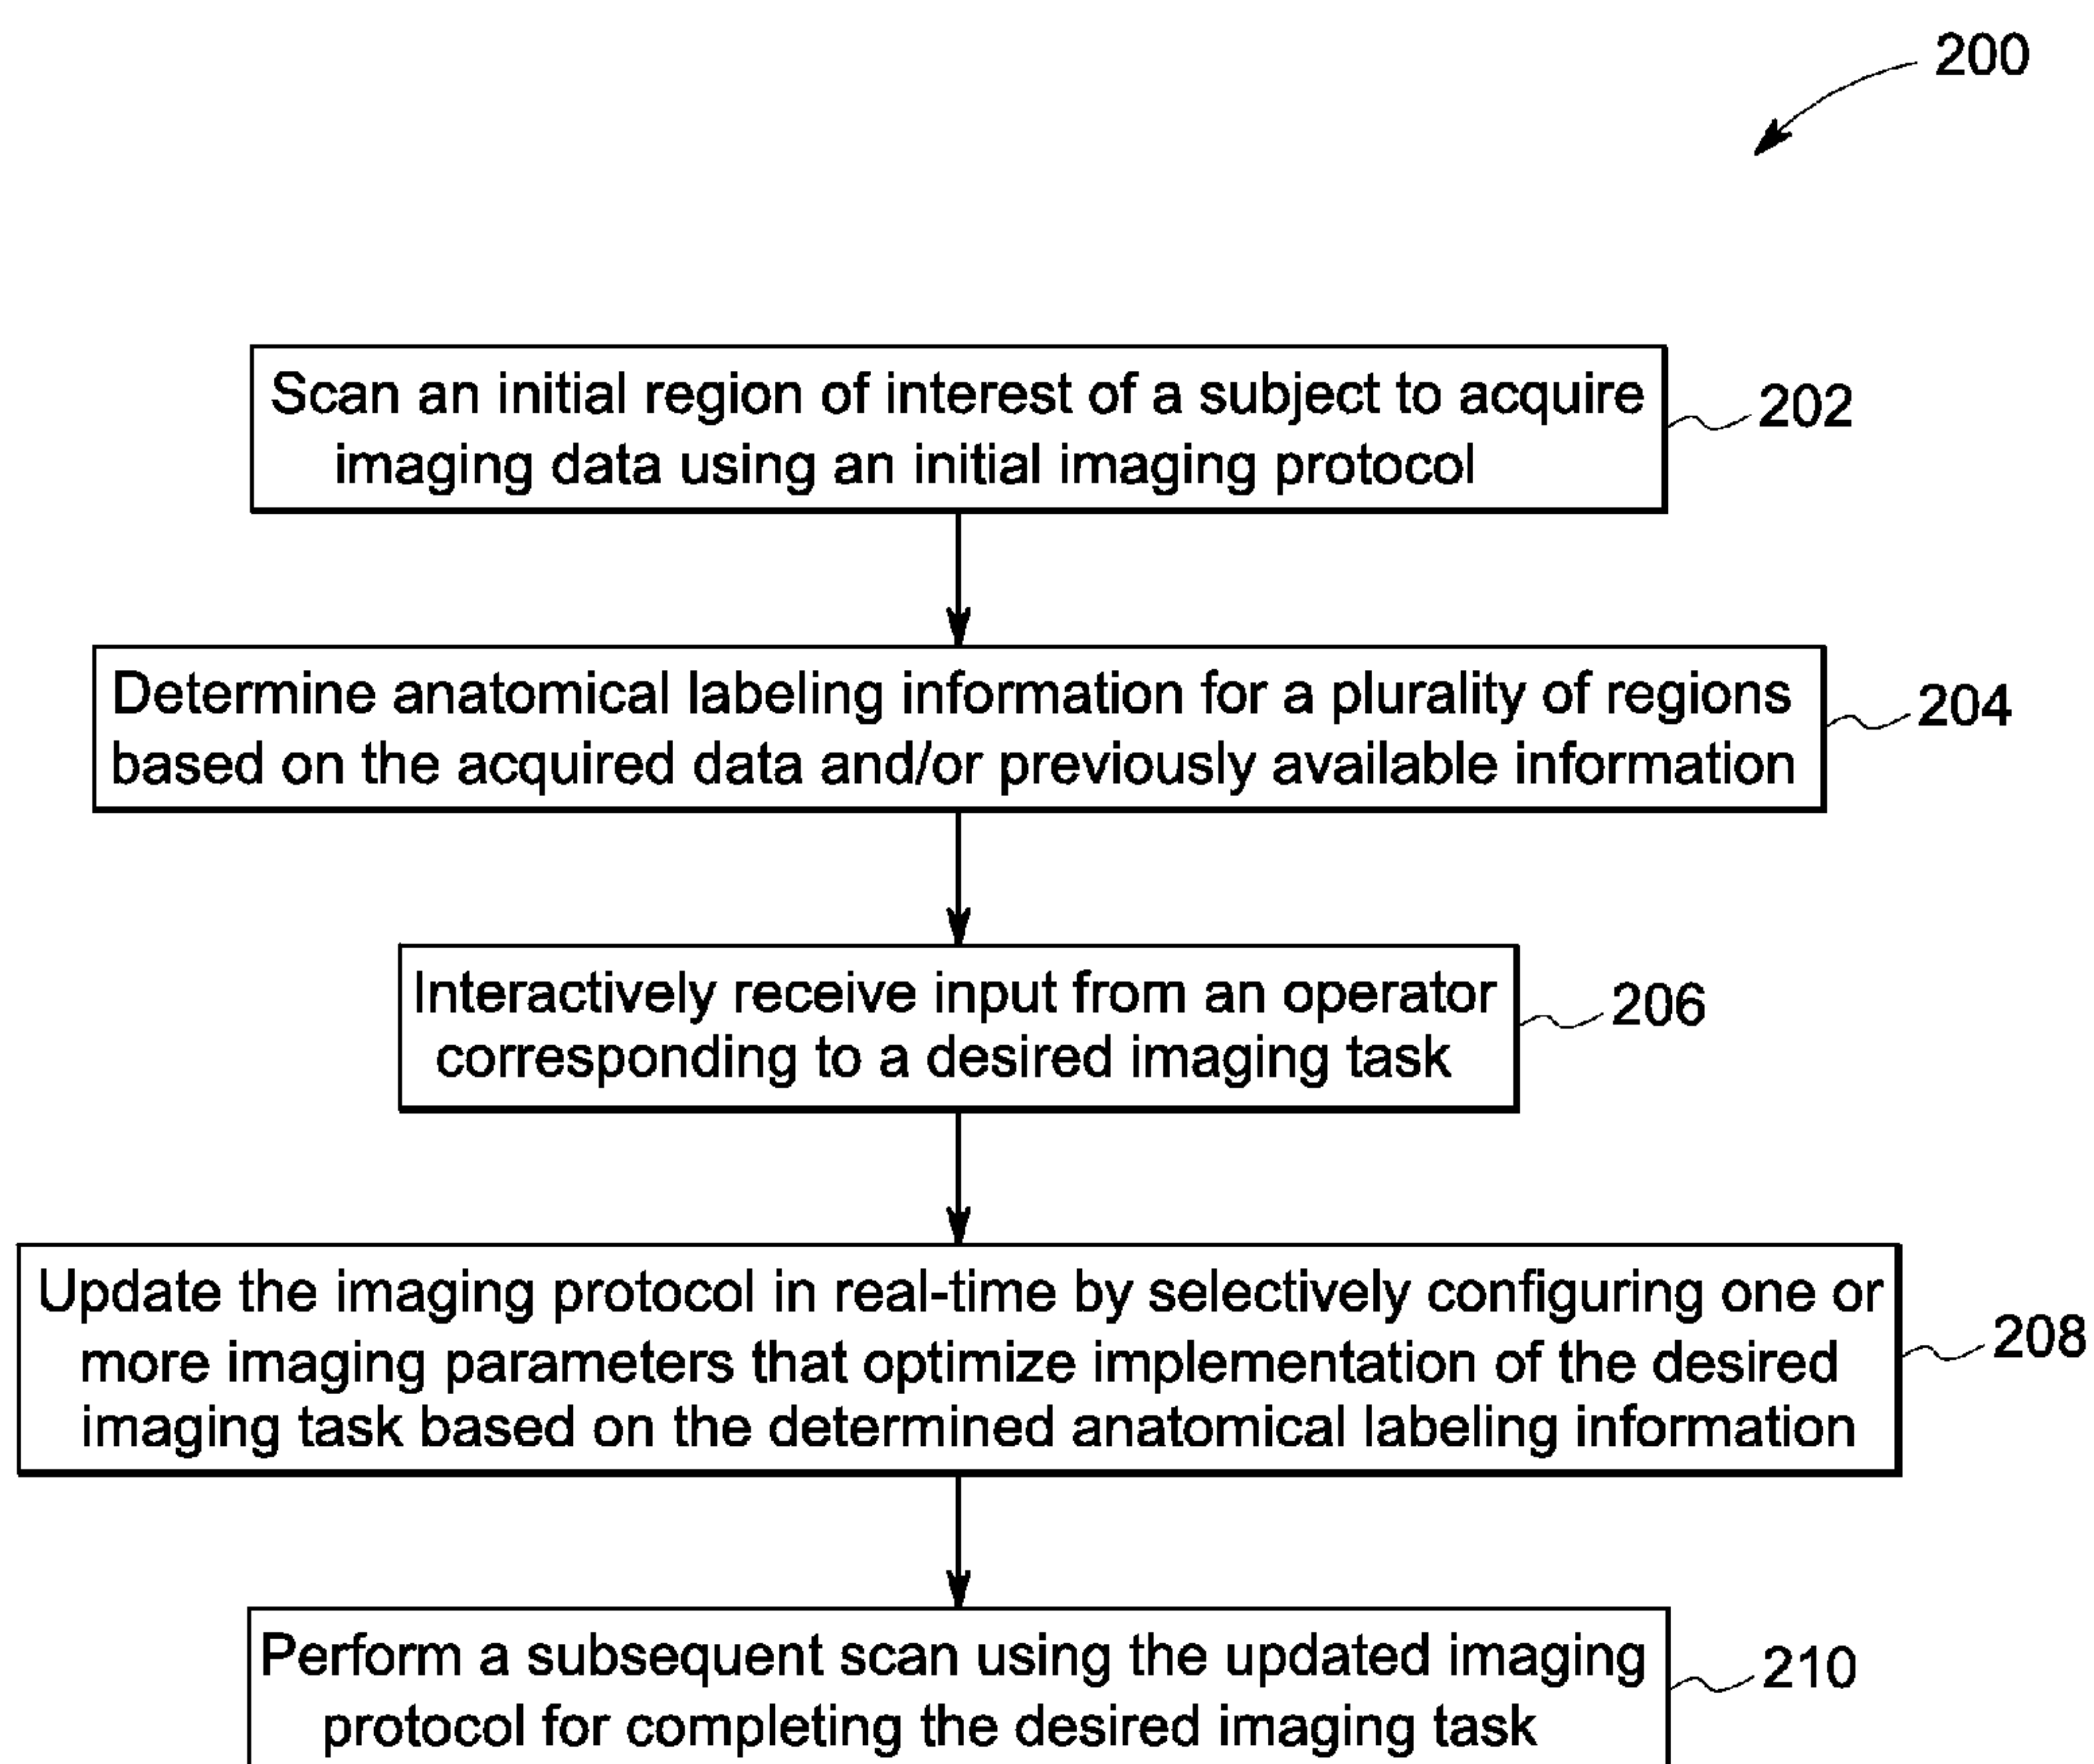 200
Scan an initial region of interest of a subject to acquire
imaging data using an initial imaging protocol
202
Determine anatomical labeling information for a plurality of regions
based on the acquired data and/or previously available information
204
Interactively receive input from an operator
corresponding to a desired imaging task
206
Update the imaging protocol in real-time by selectively configuring one or
more imaging parameters that optimize implementation of the desired
imaging task based on the determined anatomical labeling information
208
Perform a subsequent scan using the updated imaging
protocol for completing the desired imaging task
210